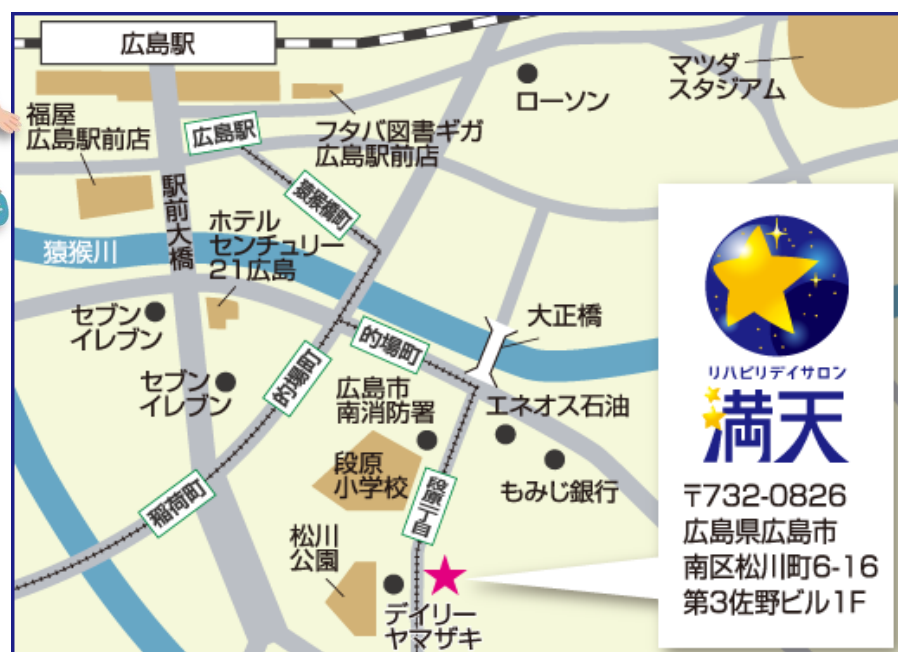 広島駅
マツダ
スタジアム
ローソン
福屋
広島駅前店
広島駅
フタバ図書ギガ
広島駅前店
猿猴橋町
駅前大橋
ホテル
センチュリー
21広島
猿猴川
セブン
イレブン
大正橋
的場町
セブン
イレブン
的場町
広島市
南消防署
エネオス石油
段原
小学校
もみじ銀行
段原一丁目
稲荷町
松川
公園
デイリー
ヤマザキ
リハビリデイサロン
満天
〒732-0826
広島県広島市
南区松川町6-16
第3佐野ビル1F